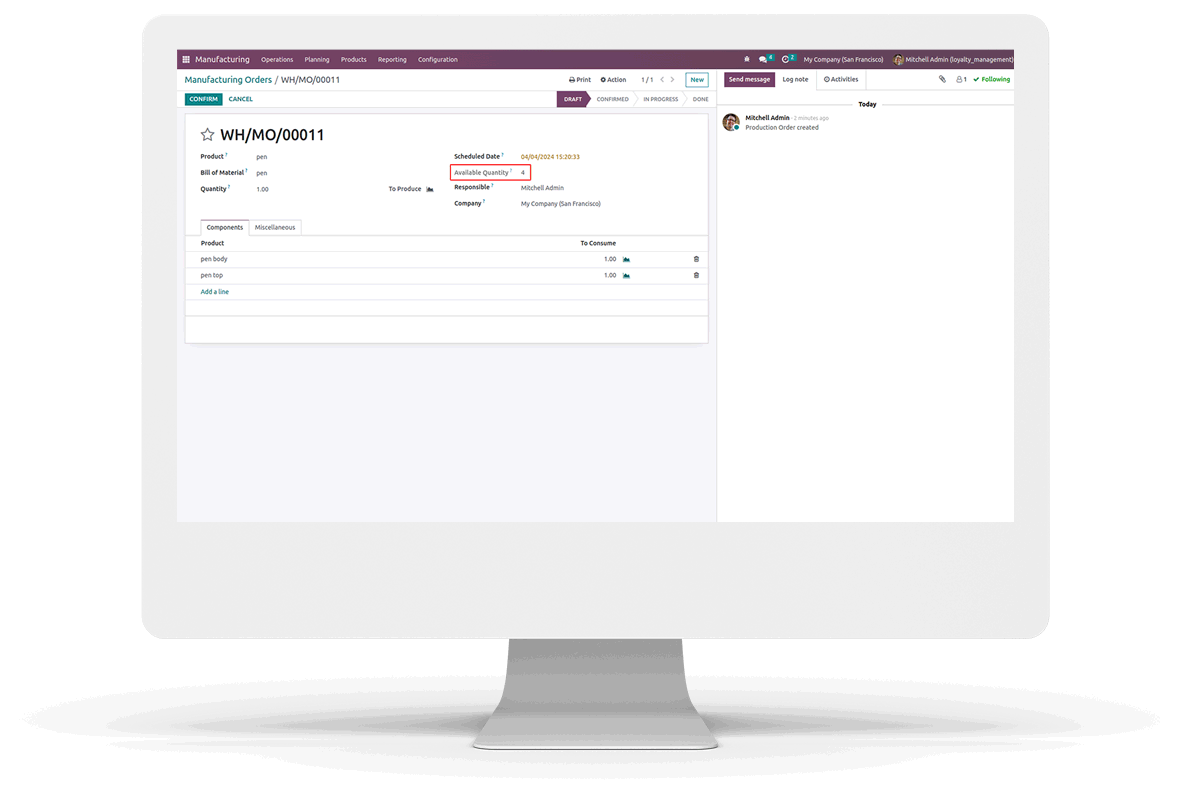 Manufacturing Operations Planning Products Reporting Configuration 4 2 My Company (San Francisco) Mitchell Admin (loyalty_management)
Manufacturing Orders / WH/MO/00011 Print Action 1 / 1 New
Send message Log note Activities 1 Following
CONFIRM CANCEL DRAFT CONFIRMED IN PROGRESS DONE
Today
Mitchell Admin - 2 minutes ago
Production Order created
WH/MO/00011
Product ? pen Scheduled Date ? 04/04/2024 15:20:33
Bill of Material ? pen Available Quantity ? 4
Quantity ? 1.00 To Produce Responsible ? Mitchell Admin
Company ? My Company (San Francisco)
Components Miscellaneous
Product To Consume
pen body 1.00
pen top 1.00
Add a line